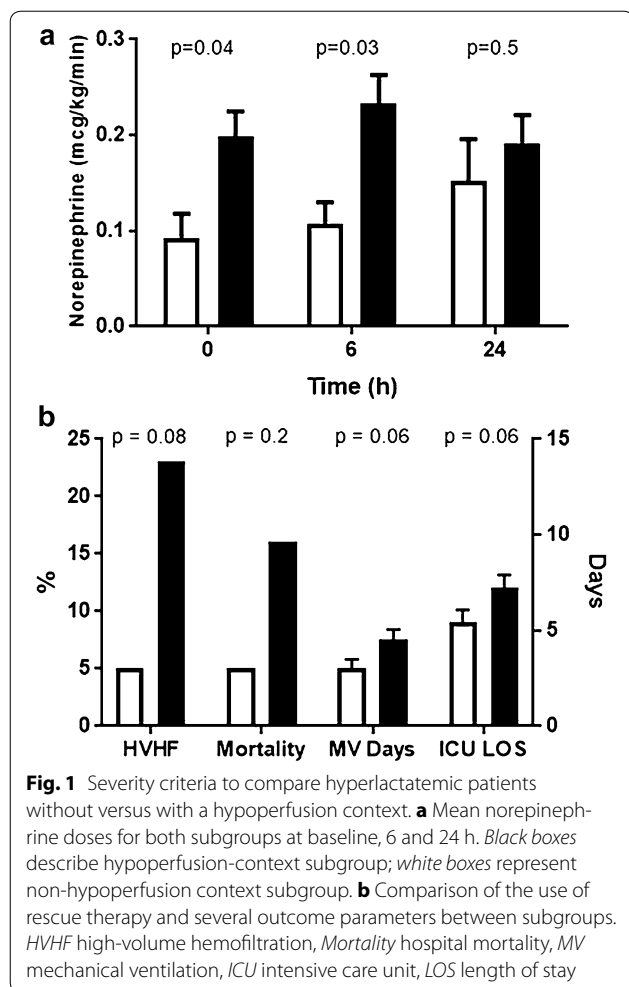 a
p=0.04 p=0.03 p=0.5
Norepinephrine (mcg/kg/min)
0.3
0.2
0.1
0.0
0 6 24
Time (h)
b
p = 0.08 p = 0.2 p = 0.06 p = 0.06
%
25
20
15
10
5
0
15
10
5
0
Days
HVHF Mortality MV Days ICU LOS
Fig. 1 Severity criteria to compare hyperlactatemic patients
without versus with a hypoperfusion context. a Mean norepineph-
rine doses for both subgroups at baseline, 6 and 24 h. Black boxes
describe hypoperfusion-context subgroup; white boxes represent
non-hypoperfusion context subgroup. b Comparison of the use of
rescue therapy and several outcome parameters between subgroups.
HVHF high-volume hemofiltration, Mortality hospital mortality, MV
mechanical ventilation, ICU intensive care unit, LOS length of stay